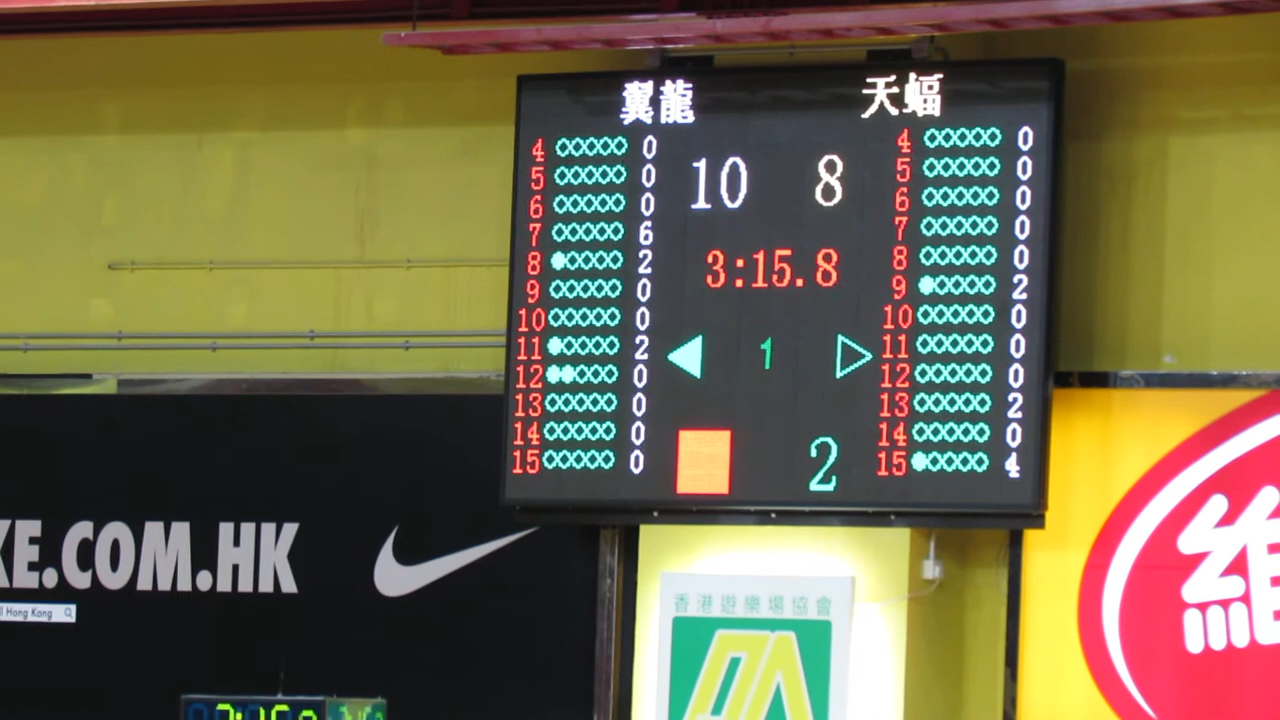 翼龍 天蝠
4 0 4 0
5 0 5 0
10 8
6 0 6 0
7 6 7 0
8 2 8 0
3:15.8
9 0 9 2
10 0 10 0
11 2 11 0
1
12 0 12 0
13 0 13 2
14 0 14 0
2
15 0 15 4
KE.COM.HK
Hong Kong
香港遊樂場協會
維